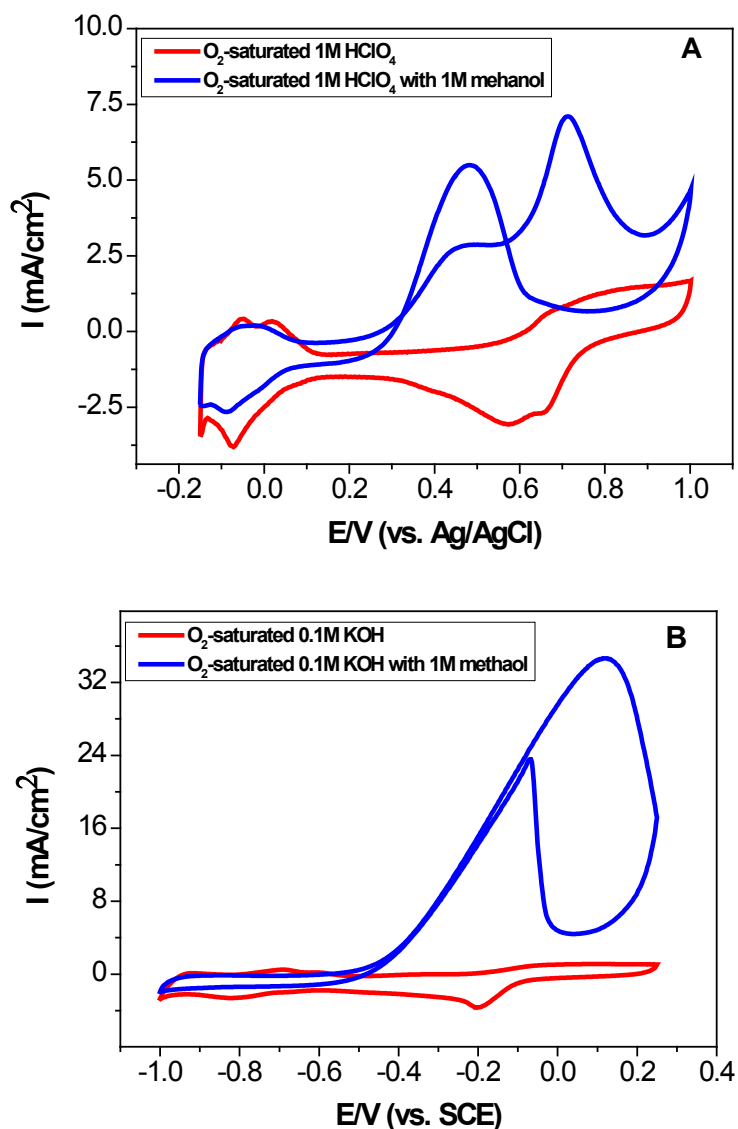 A
O₂-saturated 1M HClO₄
O₂-saturated 1M HClO₄ with 1M mehanol
10.0
7.5
5.0
2.5
0.0
-2.5
I (mA/cm²)
-0.2 0.0 0.2 0.4 0.6 0.8 1.0
E/V (vs. Ag/AgCl)
B
O₂-saturated 0.1M KOH
O₂-saturated 0.1M KOH with 1M methaol
32
24
16
8
0
I (mA/cm²)
-1.0 -0.8 -0.6 -0.4 -0.2 0.0 0.2 0.4
E/V (vs. SCE)